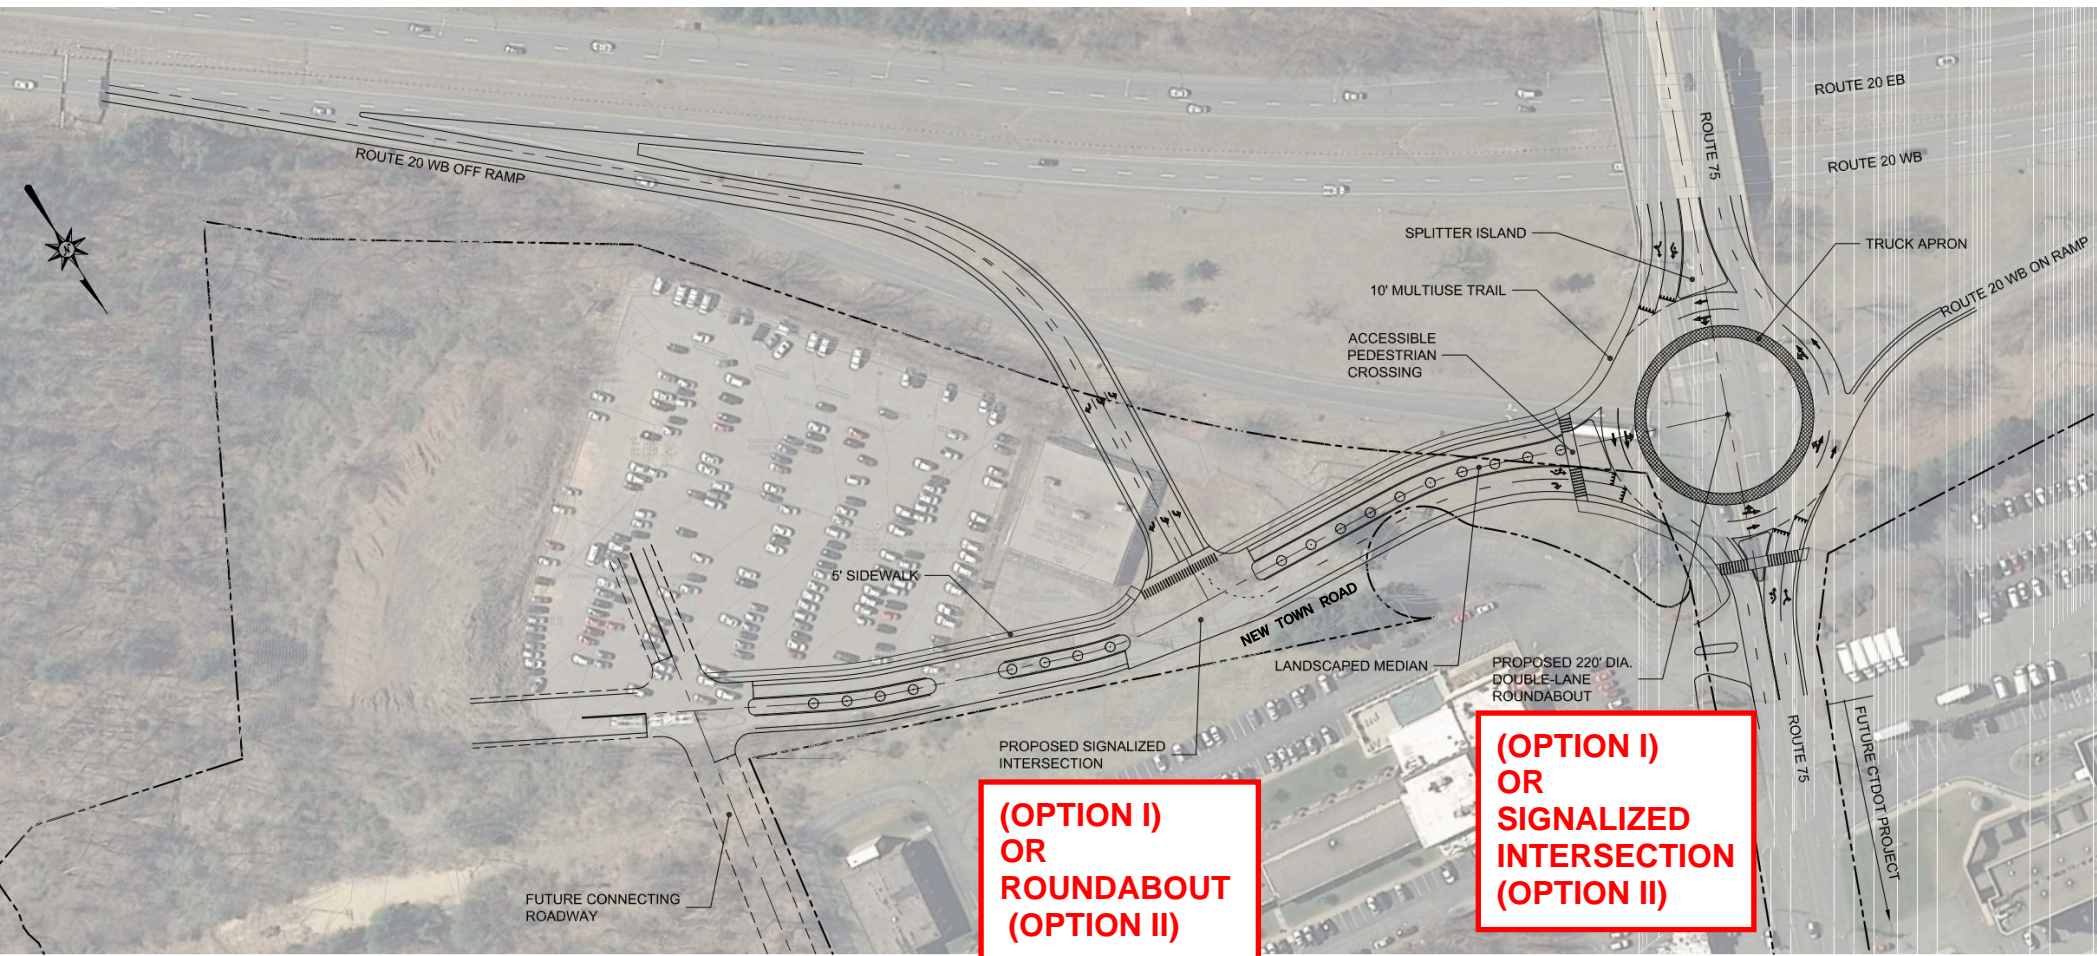 ROUTE 20 EB
ROUTE 75
ROUTE 20 WB
ROUTE 20 WB OFF RAMP
SPLITTER ISLAND
TRUCK APRON
10' MULTIUSE TRAIL
ROUTE 20 WB ON RAMP
ACCESSIBLE
PEDESTRIAN
CROSSING
N
5' SIDEWALK
NEW TOWN ROAD
LANDSCAPED MEDIAN
PROPOSED 220' DIA.
DOUBLE-LANE
ROUNDABOUT
PROPOSED SIGNALIZED
INTERSECTION
ROUTE 75
FUTURE CTDOT PROJECT
(OPTION I)
OR
SIGNALIZED
INTERSECTION
(OPTION II)
(OPTION I)
OR
ROUNDABOUT
(OPTION II)
FUTURE CONNECTING
ROADWAY